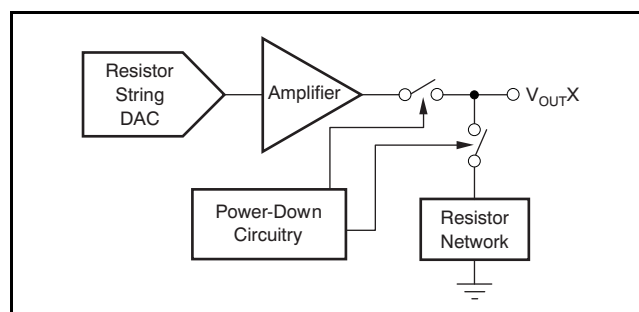 Resistor
String
DAC
Amplifier
V_OUTX
Power-Down
Circuitry
Resistor
Network